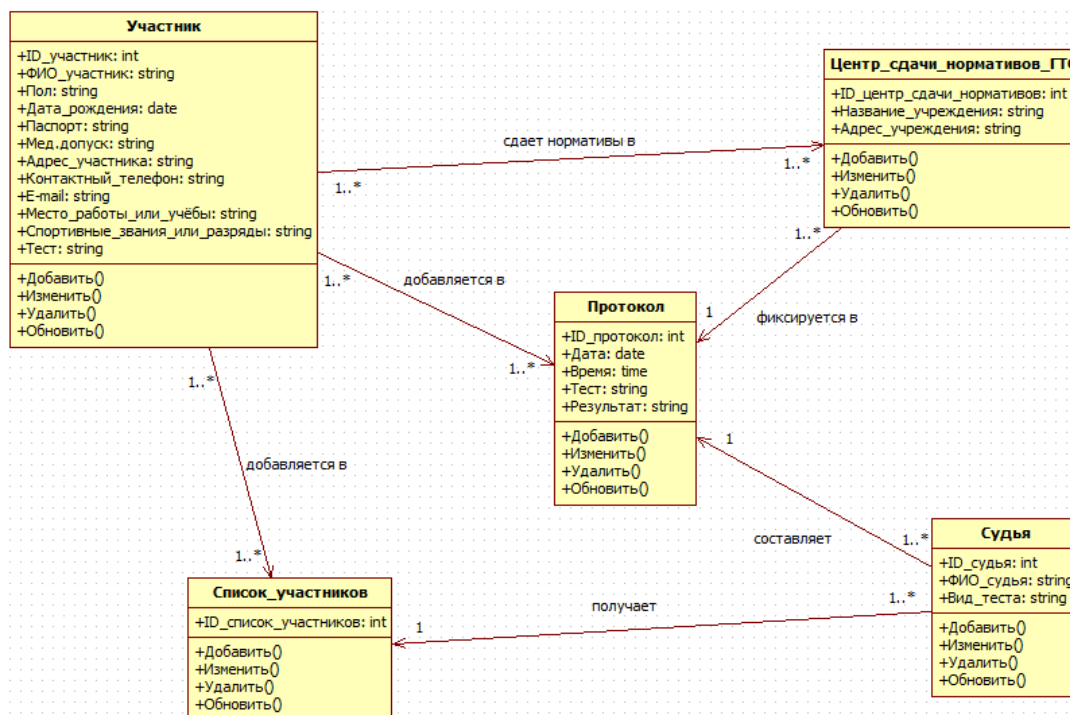 Участник
+ID_участник: int
+ФИО_участник: string
+Пол: string
+Дата_рождения: date
+Паспорт: string
+Мед.допуск: string
+Адрес_участника: string
+Контактный_телефон: string
+E-mail: string
+Место_работы_или_учёбы: string
+Спортивные_звания_или_разряды: string
+Тест: string
+Добавить()
+Изменить()
+Удалить()
+Обновить()
Центр_сдачи_нормативов_ГТО
+ID_центр_сдачи_нормативов: int
+Название_учреждения: string
+Адрес_учреждения: string
+Добавить()
+Изменить()
+Удалить()
+Обновить()
сдает нормативы в
1..*
1..*
1..*
добавляется в
1..*
1..*
фиксируется в
1
Протокол
+ID_протокол: int
+Дата: date
+Время: time
+Тест: string
+Результат: string
+Добавить()
+Изменить()
+Удалить()
+Обновить()
1..*
добавляется в
1..*
1
составляет
1..*
Судья
+ID_судья: int
+ФИО_судья: string
+Вид_теста: string
+Добавить()
+Изменить()
+Удалить()
+Обновить()
1..*
получает
1
Список_участников
+ID_список_участников: int
+Добавить()
+Изменить()
+Удалить()
+Обновить()